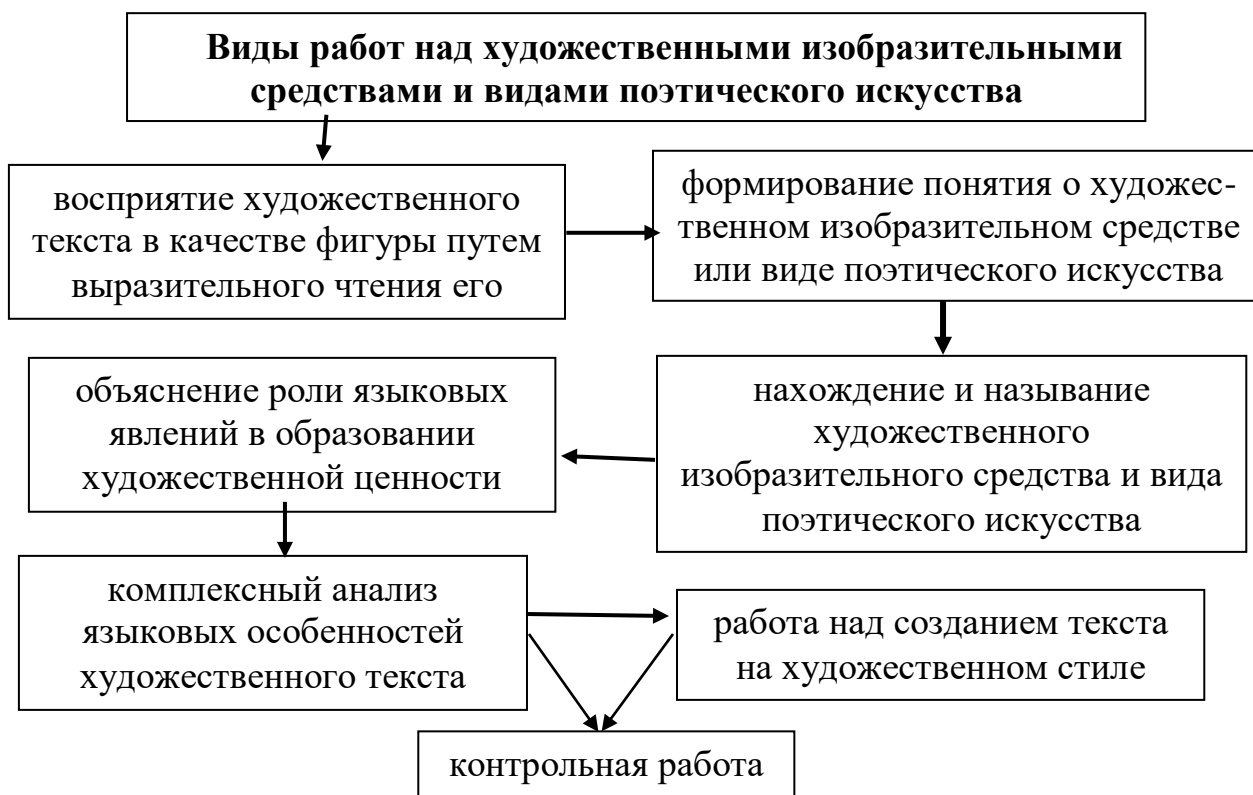 Виды работ над художественными изобразительными
средствами и видами поэтического искусства
восприятие художественного
текста в качестве фигуры путем
выразительного чтения его
формирование понятия о художес-
твенном изобразительном средстве
или виде поэтического искусства
нахождение и называние
художественного
изобразительного средства и вида
поэтического искусства
объяснение роли языковых
явлений в образовании
художественной ценности
комплексный анализ
языковых особенностей
художественного текста
работа над созданием текста
на художественном стиле
контрольная работа